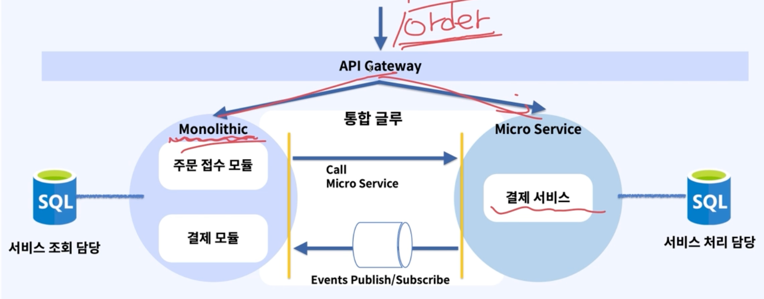 /order
API Gateway
Monolithic
통합 글루
Micro Service
주문 접수 모듈
Call
Micro Service
SQL
결제 서비스
SQL
서비스 조회 담당
결제 모듈
서비스 처리 담당
Events Publish/Subscribe